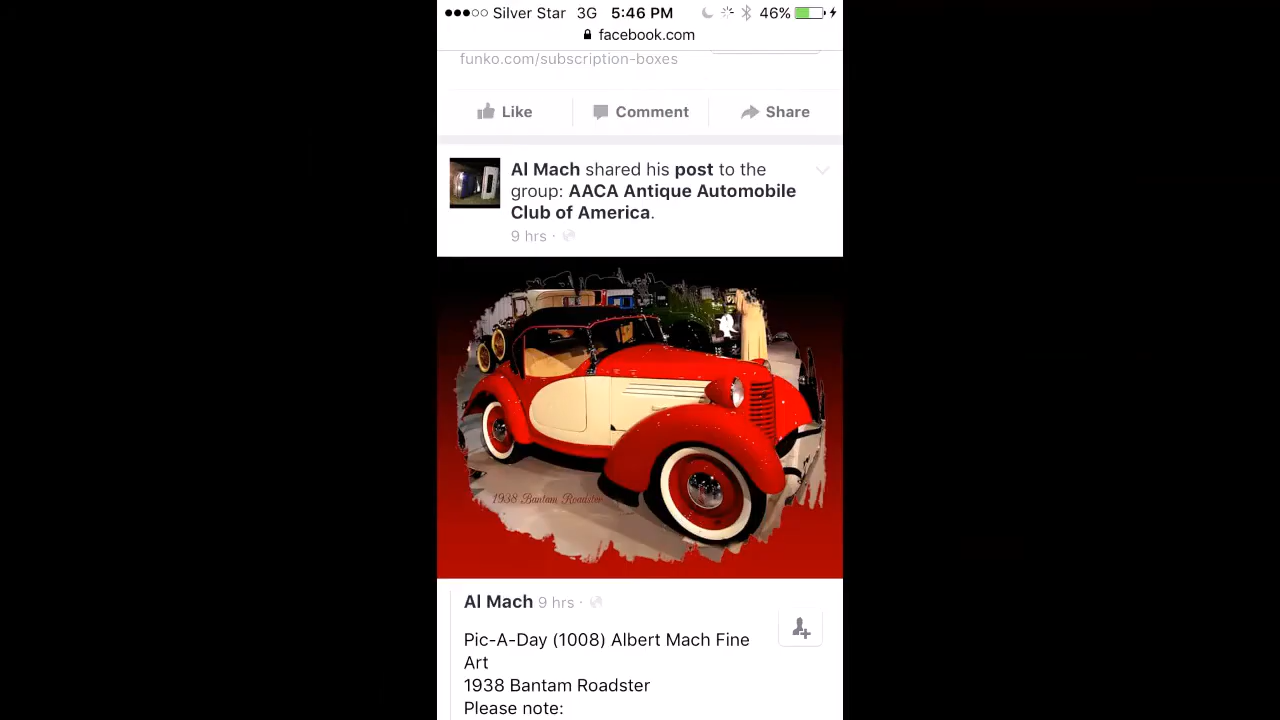 Silver Star 3G 5:46 PM 46%
facebook.com
funko.com/subscription-boxes
Like Comment Share
Al Mach shared his post to the
group: AACA Antique Automobile
Club of America.
9 hrs ·
1938 Bantam Roadster
Al Mach 9 hrs ·
Pic-A-Day (1008) Albert Mach Fine
Art
1938 Bantam Roadster
Please note: